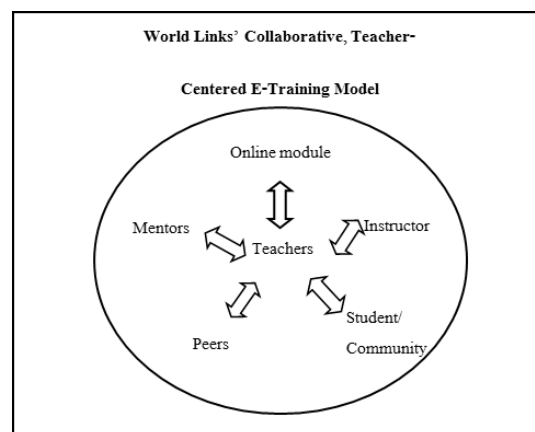 World Links’ Collaborative, Teacher-
Centered E-Training Model
Online module
Mentors
Instructor
Teachers
Student/
Community
Peers